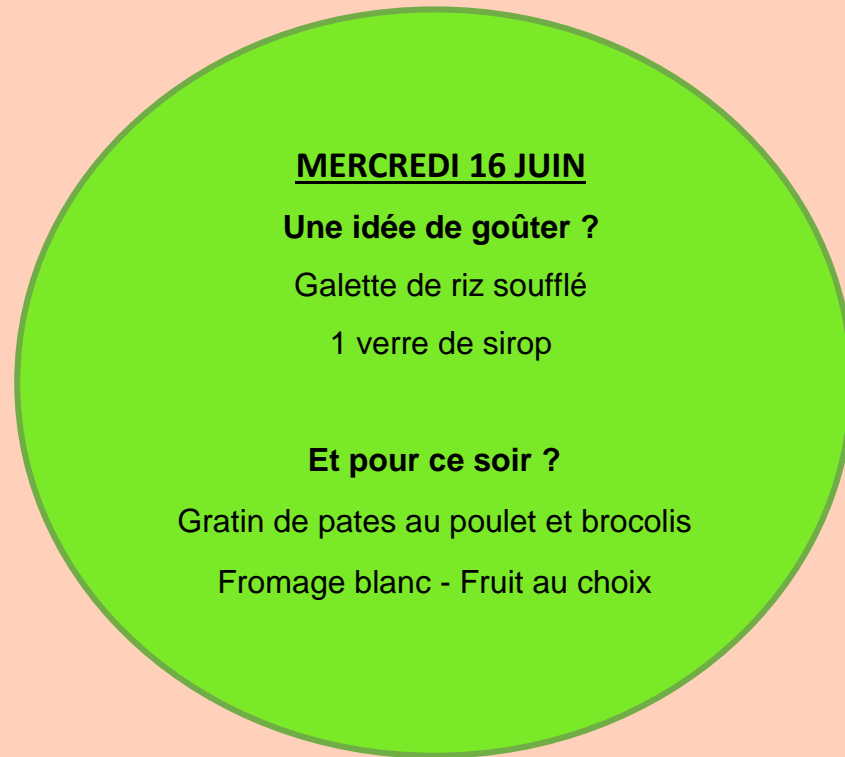 MERCREDI 16 JUIN
Une idée de goûter ?
Galette de riz soufflé
1 verre de sirop
Et pour ce soir ?
Gratin de pates au poulet et brocolis
Fromage blanc - Fruit au choix